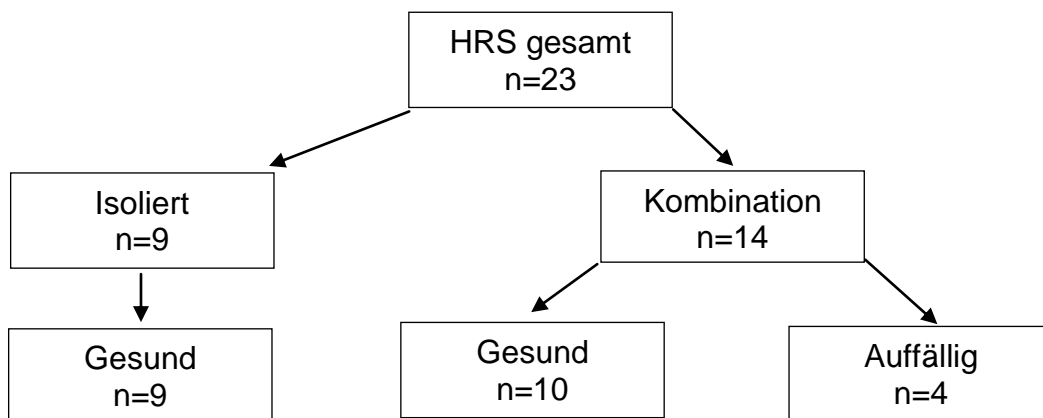 HRS gesamt
n=23
Isoliert
n=9
Kombination
n=14
Gesund
n=9
Gesund
n=10
Auffällig
n=4